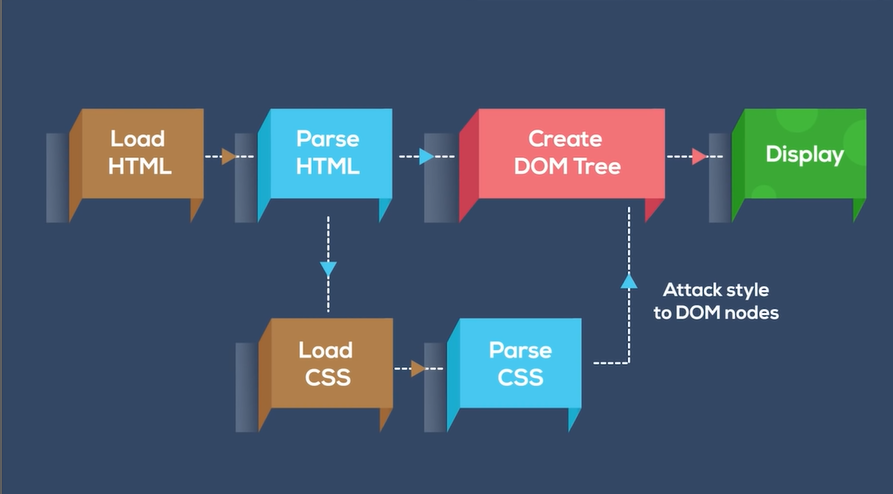 Load
HTML
Parse
HTML
Create
DOM Tree
Display
Attack style
to DOM nodes
Load
CSS
Parse
CSS